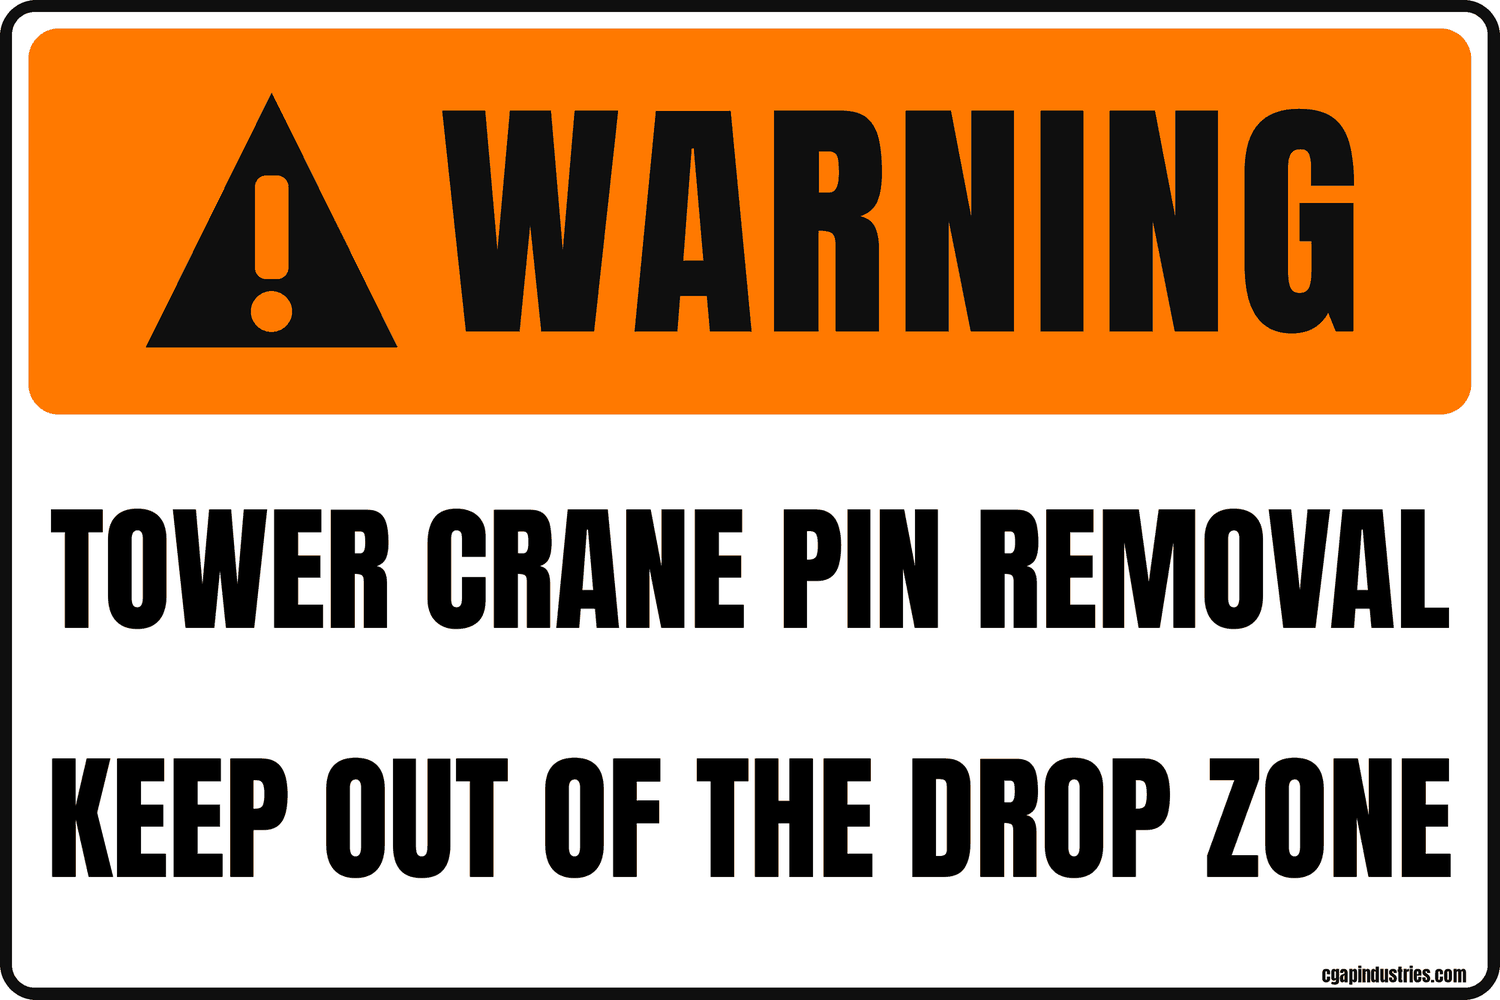 WARNING
TOWER CRANE PIN REMOVAL
KEEP OUT OF THE DROP ZONE
cgapindustries.com